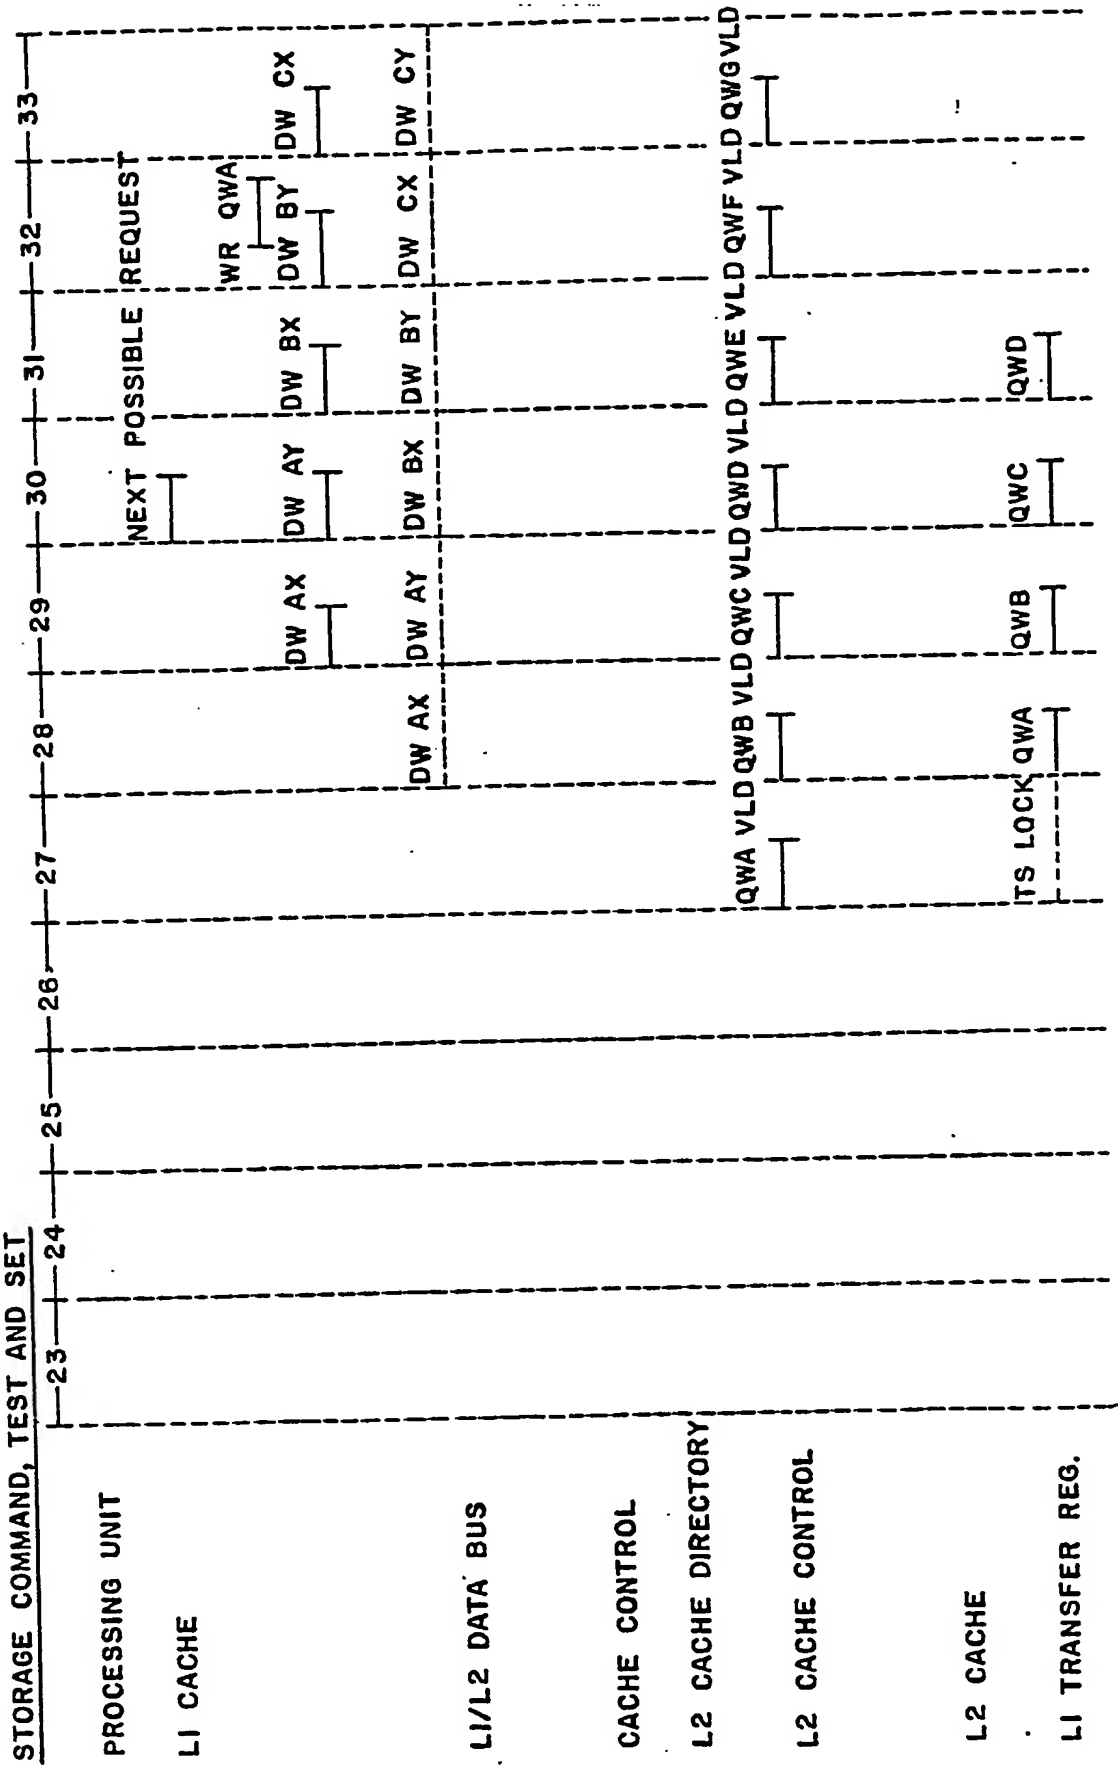 STORAGE COMMAND, TEST AND SET
23 24 25 26 27 28 29 30 31 32 33
PROCESSING UNIT
NEXT POSSIBLE REQUEST
L1 CACHE
WR QWA
DW AX DW AY DW BX DW BY DW CX
DW AX DW AY DW BX DW BY DW CX DW CY
L1/L2 DATA BUS
CACHE CONTROL
L2 CACHE DIRECTORY
QWA VLD QWB VLD QWC VLD QWD VLD QWE VLD QWF VLD QWG VLD
L2 CACHE CONTROL
L2 CACHE
TS LOCK QWA QWB QWC QWD
L1 TRANSFER REG.